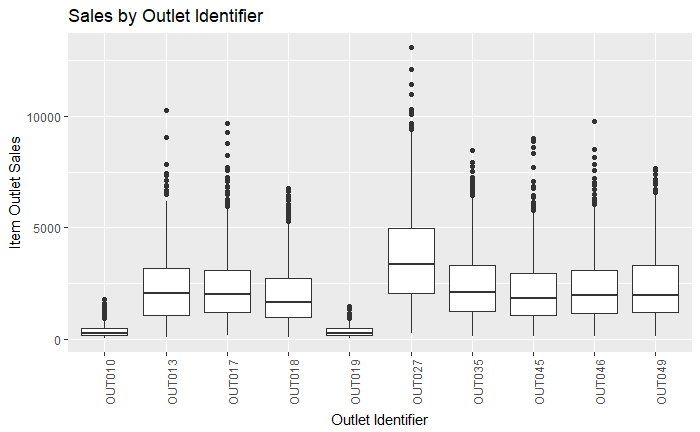 Sales by Outlet Identifier
Item Outlet Sales
10000
5000
0
OUT010
OUT013
OUT017
OUT018
OUT019
OUT027
OUT035
OUT045
OUT046
OUT049
Outlet Identifier